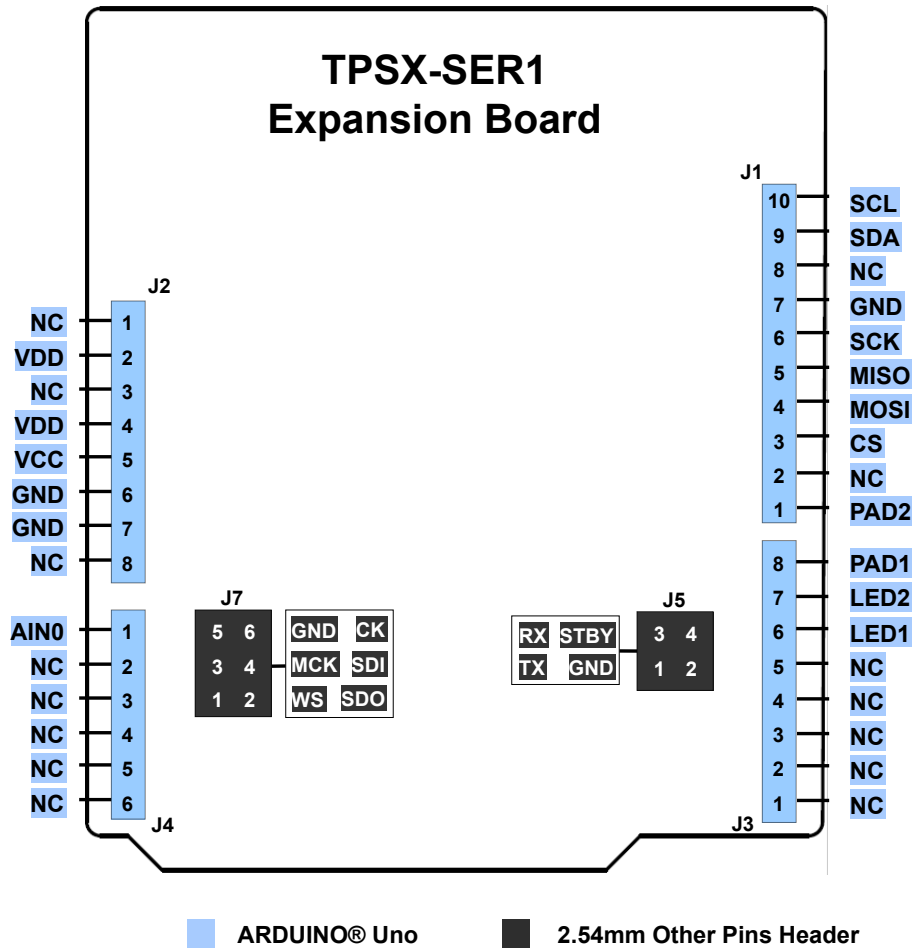 TPSX-SER1
Expansion Board
J1
10 SCL
9 SDA
8 NC
7 GND
6 SCK
5 MISO
4 MOSI
3 CS
2 NC
1 PAD2
J2
NC 1
VDD 2
NC 3
VDD 4
VCC 5
GND 6
GND 7
NC 8
8 PAD1
7 LED2
6 LED1
5 NC
4 NC
3 NC
2 NC
1 NC
J3
AIN0 1
NC 2
NC 3
NC 4
NC 5
NC 6
J4
J7
5 6 GND CK
3 4 MCK SDI
1 2 WS SDO
J5
RX STBY 3 4
TX GND 1 2
ARDUINO® Uno
2.54mm Other Pins Header